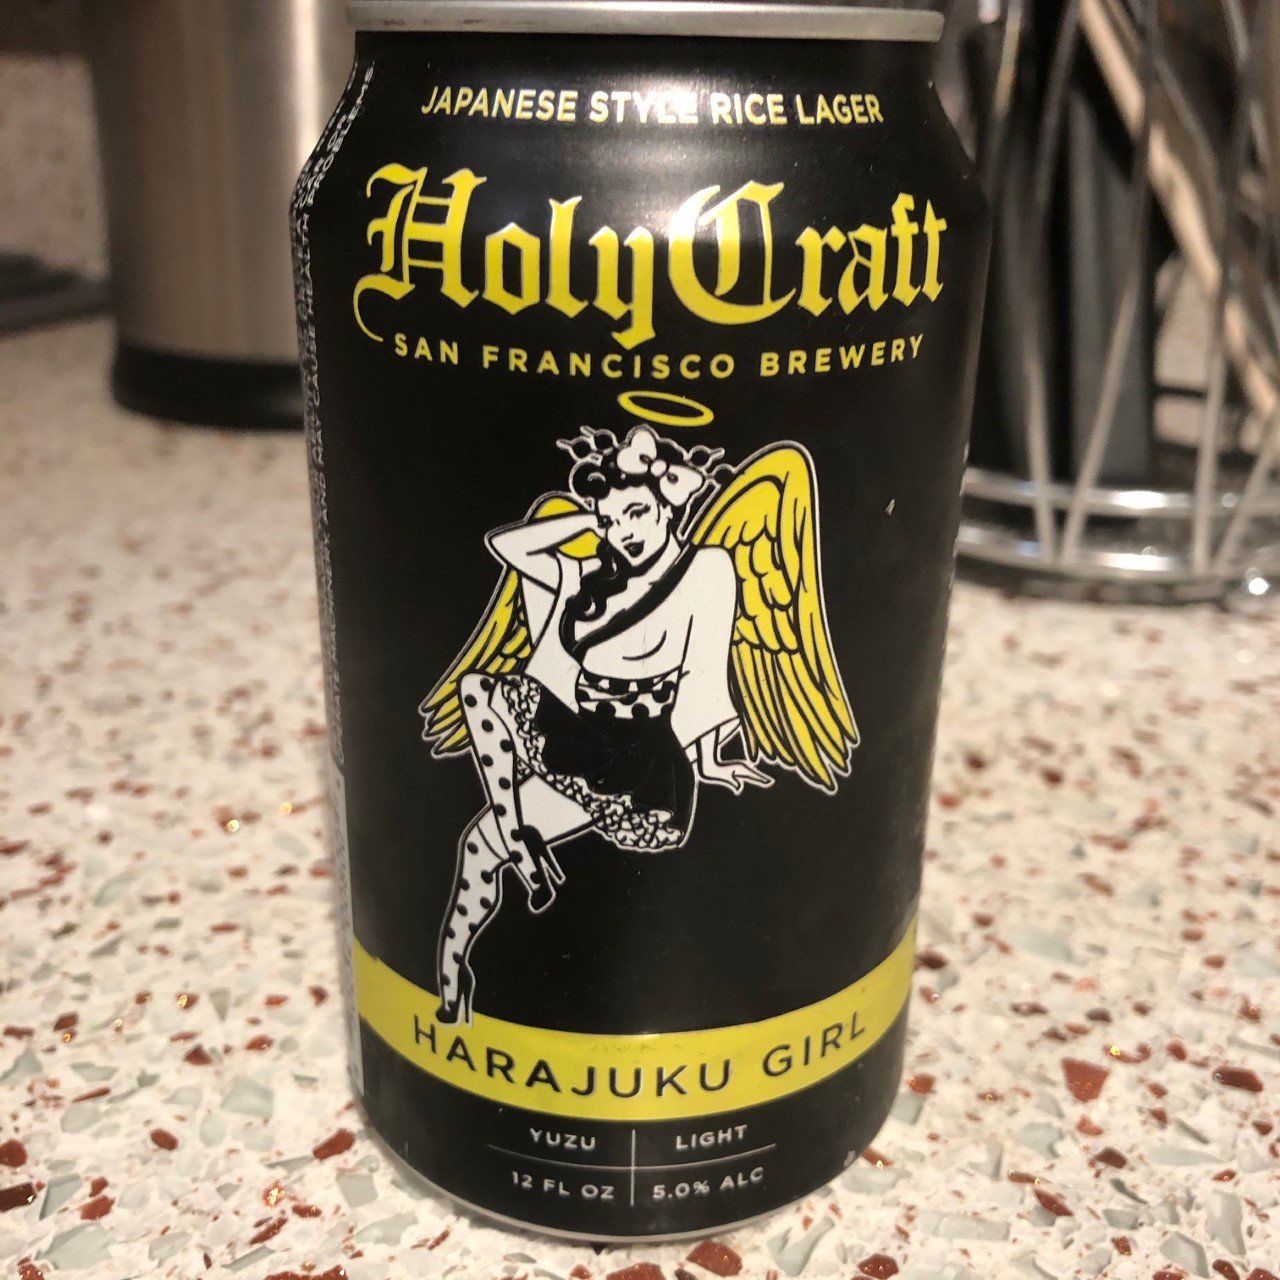 JAPANESE STYLE RICE LAGER
HolyCraft
SAN FRANCISCO BREWERY
HARAJUKU GIRL
YUZU
LIGHT
12 FL OZ
5.0% ALC